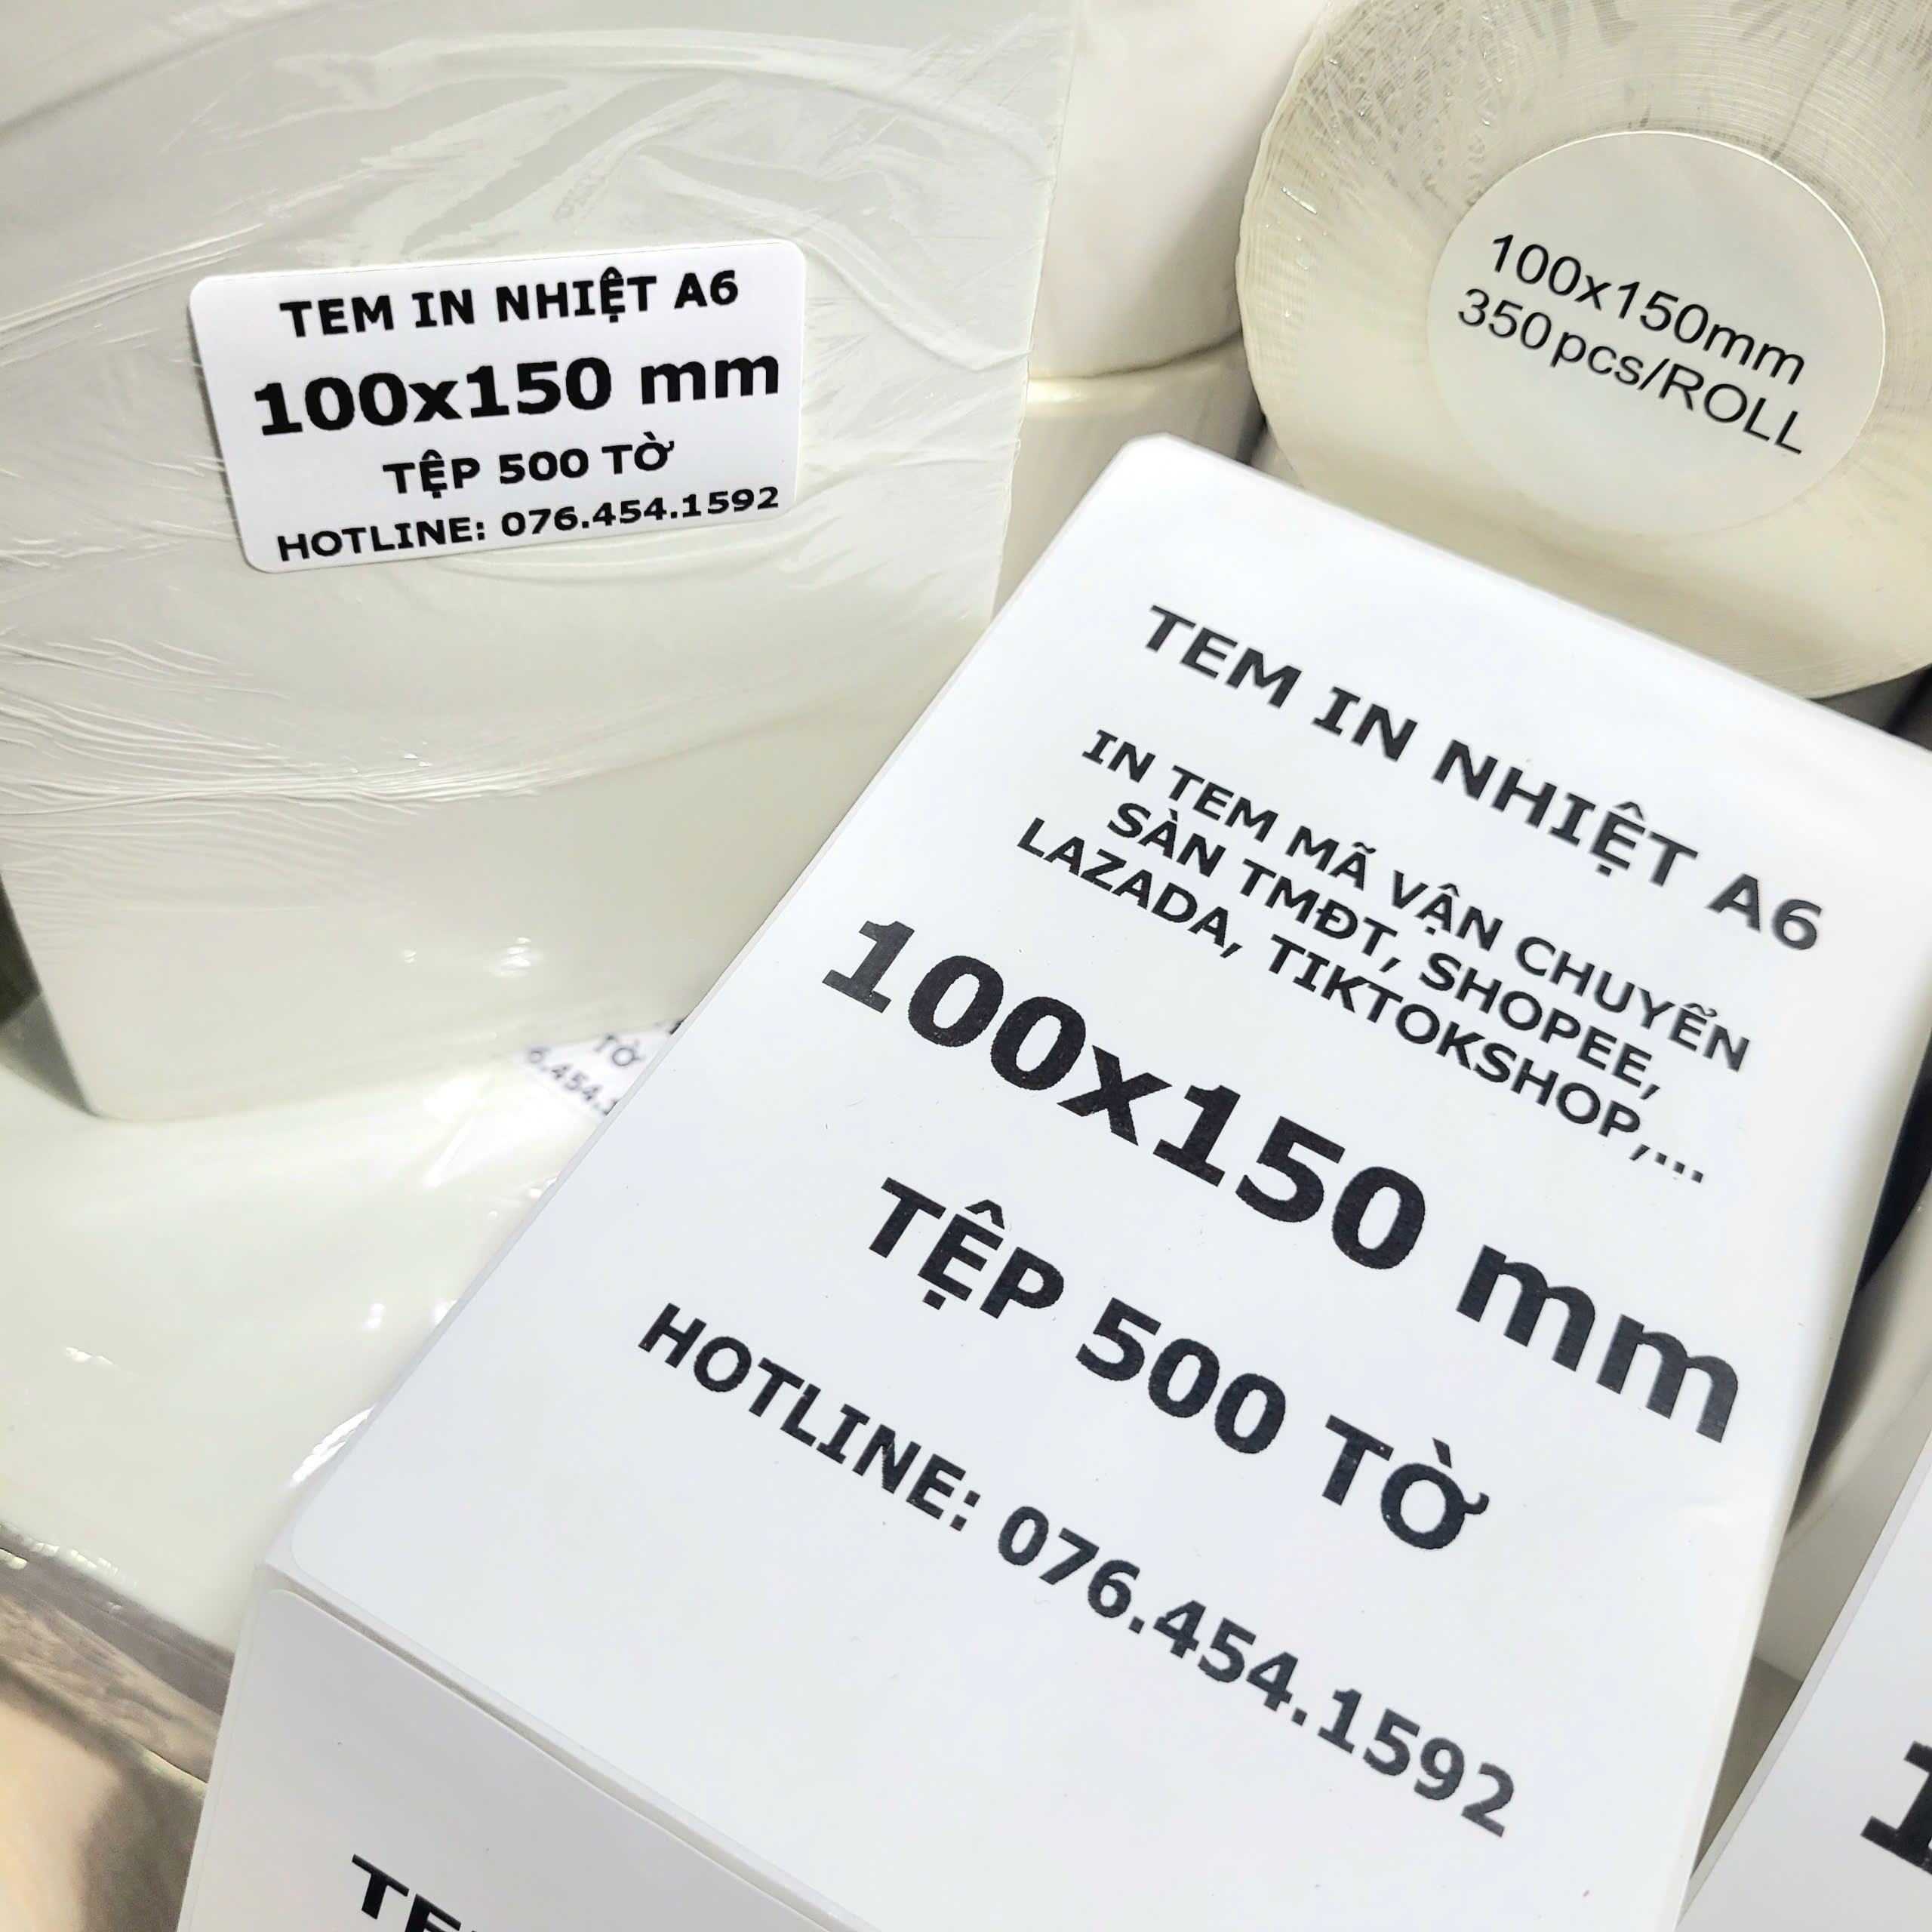 TEM IN NHIỆT A6
100x150 mm
TỆP 500 TỜ
HOTLINE: 076.454.1592
100x150mm
350pcs/ROLL
TEM IN NHIỆT A6
IN TEM MÃ VẬN CHUYỂN
SÀN TMĐT, SHOPEE,
LAZADA, TIKTOKSHOP,...
100x150 mm
TỆP 500 TỜ
HOTLINE: 076.454.1592
TỜ